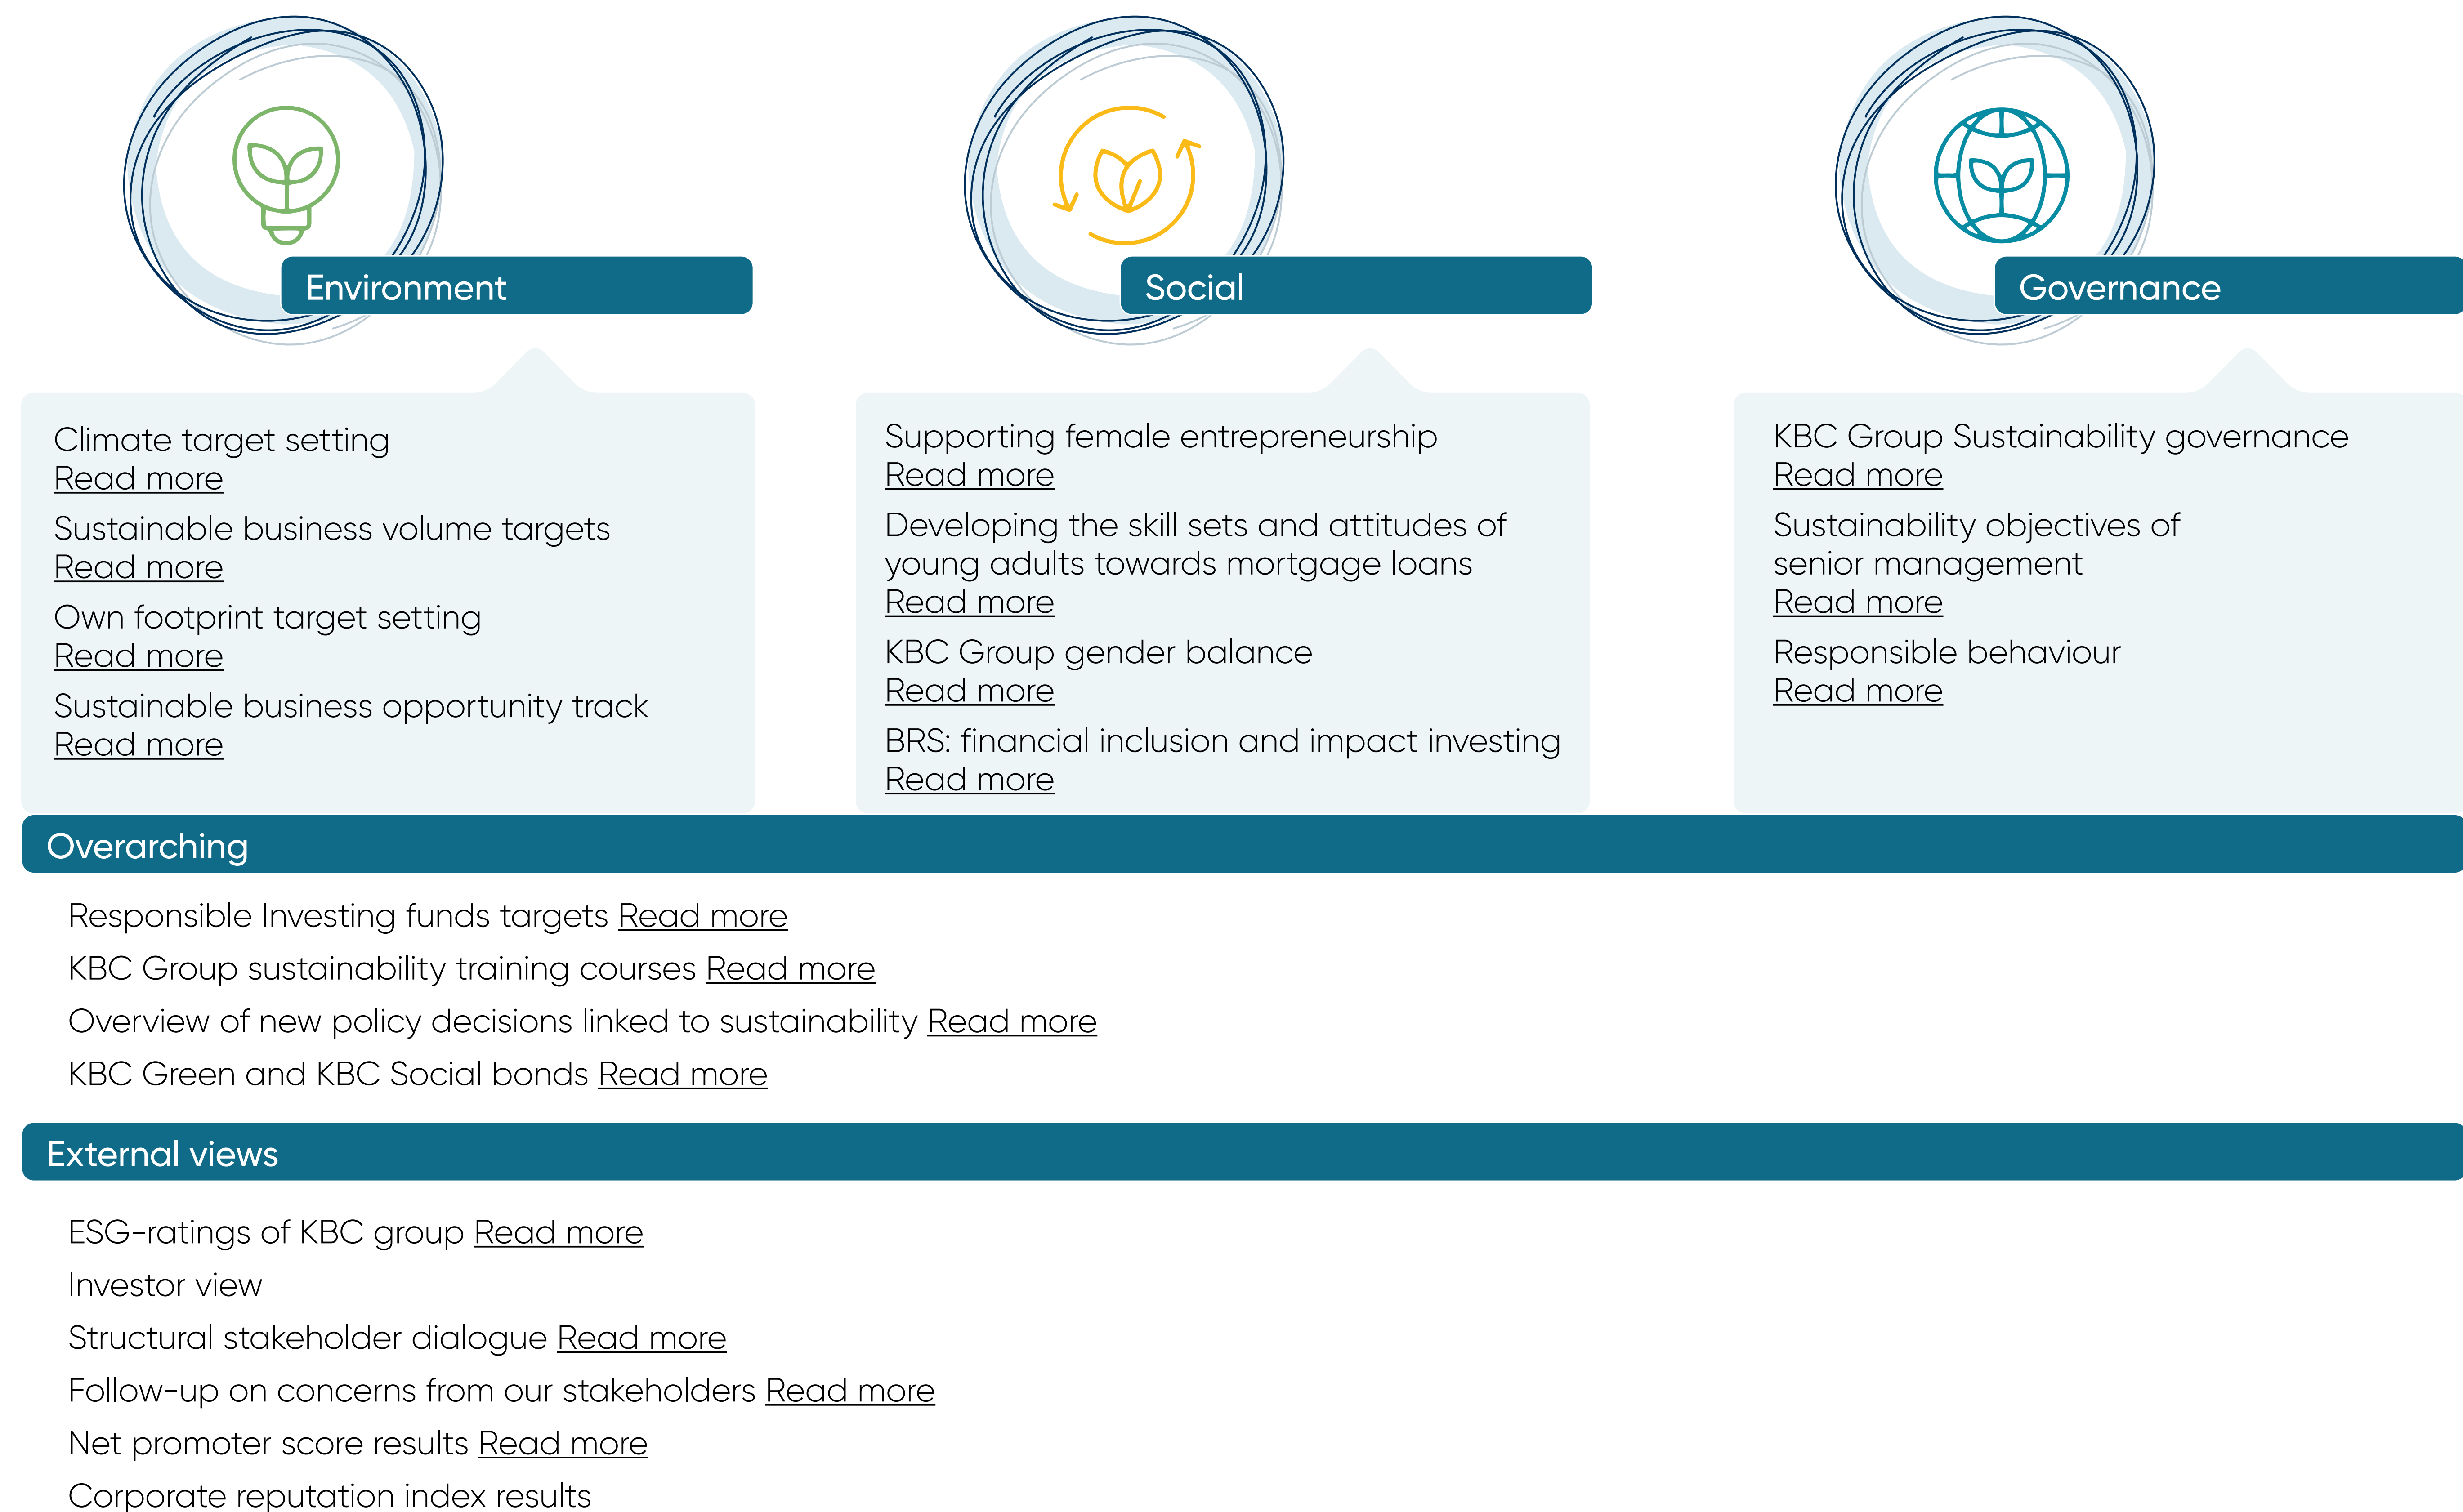 Environment
Climate target setting
Read more
Sustainable business volume targets
Read more
Own footprint target setting
Read more
Sustainable business opportunity track
Read more
Social
Supporting female entrepreneurship
Read more
Developing the skill sets and attitudes of
young adults towards mortgage loans
Read more
KBC Group gender balance
Read more
BRS: financial inclusion and impact investing
Read more
Governance
KBC Group Sustainability governance
Read more
Sustainability objectives of
senior management
Read more
Responsible behaviour
Read more
Overarching
Responsible Investing funds targets Read more
KBC Group sustainability training courses Read more
Overview of new policy decisions linked to sustainability Read more
KBC Green and KBC Social bonds Read more
External views
ESG-ratings of KBC group Read more
Investor view
Structural stakeholder dialogue Read more
Follow-up on concerns from our stakeholders Read more
Net promoter score results Read more
Corporate reputation index results